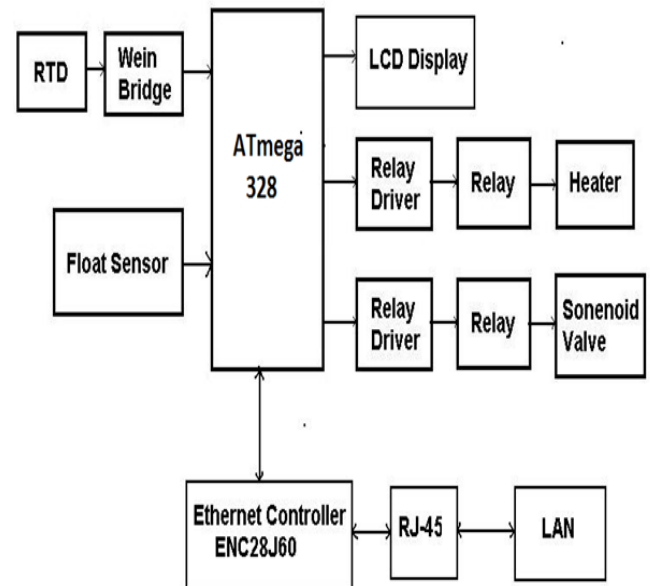 RTD
Wein
Bridge
ATmega
328
LCD Display
Relay
Driver
Relay
Heater
Float Sensor
Relay
Driver
Relay
Sonenoid
Valve
Ethernet Controller
ENC28J60
RJ-45
LAN